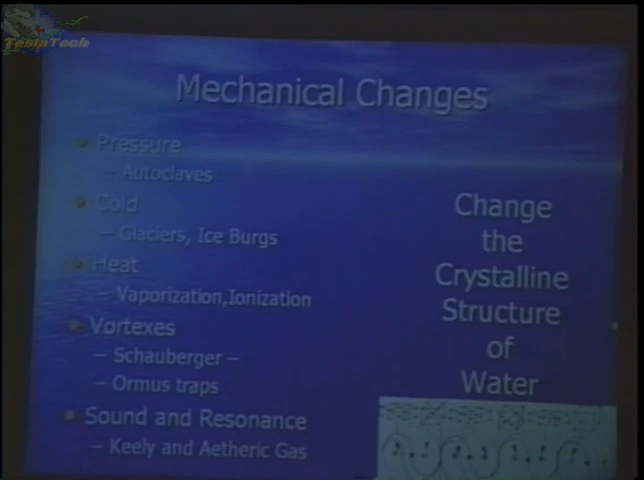 TeslaTech
Mechanical Changes
Pressure
– Autoclaves
Cold
– Glaciers, Ice Burgs
Heat
– Vaporization,Ionization
Vortexes
– Schauberger –
– Ormus traps
Sound and Resonance
– Keely and Aetheric Gas
Change
the
Crystalline
Structure
of
Water